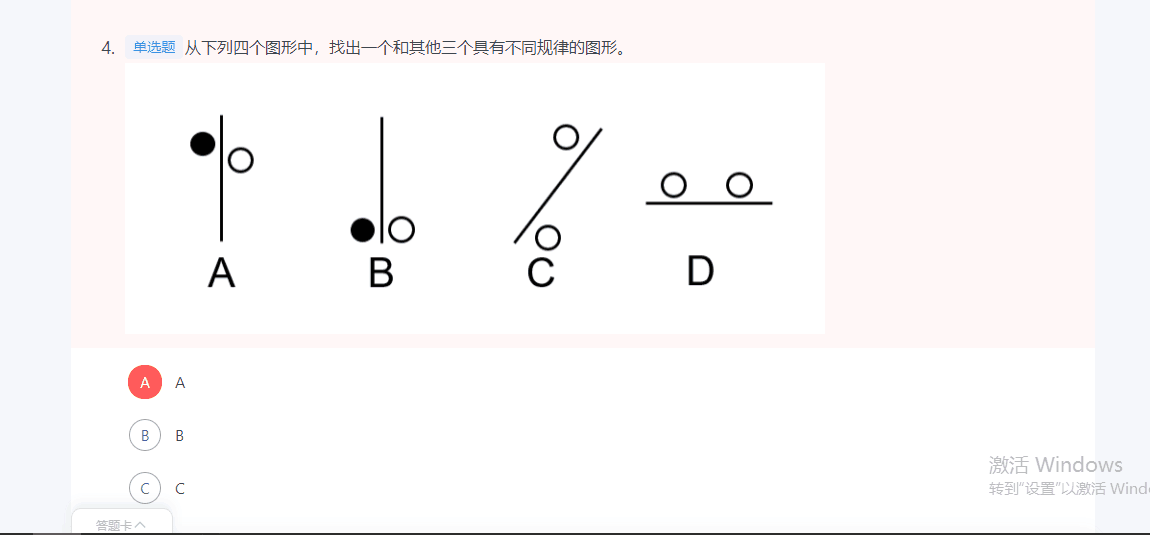 4. 单选题 从下列四个图形中，找出一个和其他三个具有不同规律的图形。
A B C D
A A
B B
C C
激活 Windows
转到"设置"以激活 Wind
答题卡